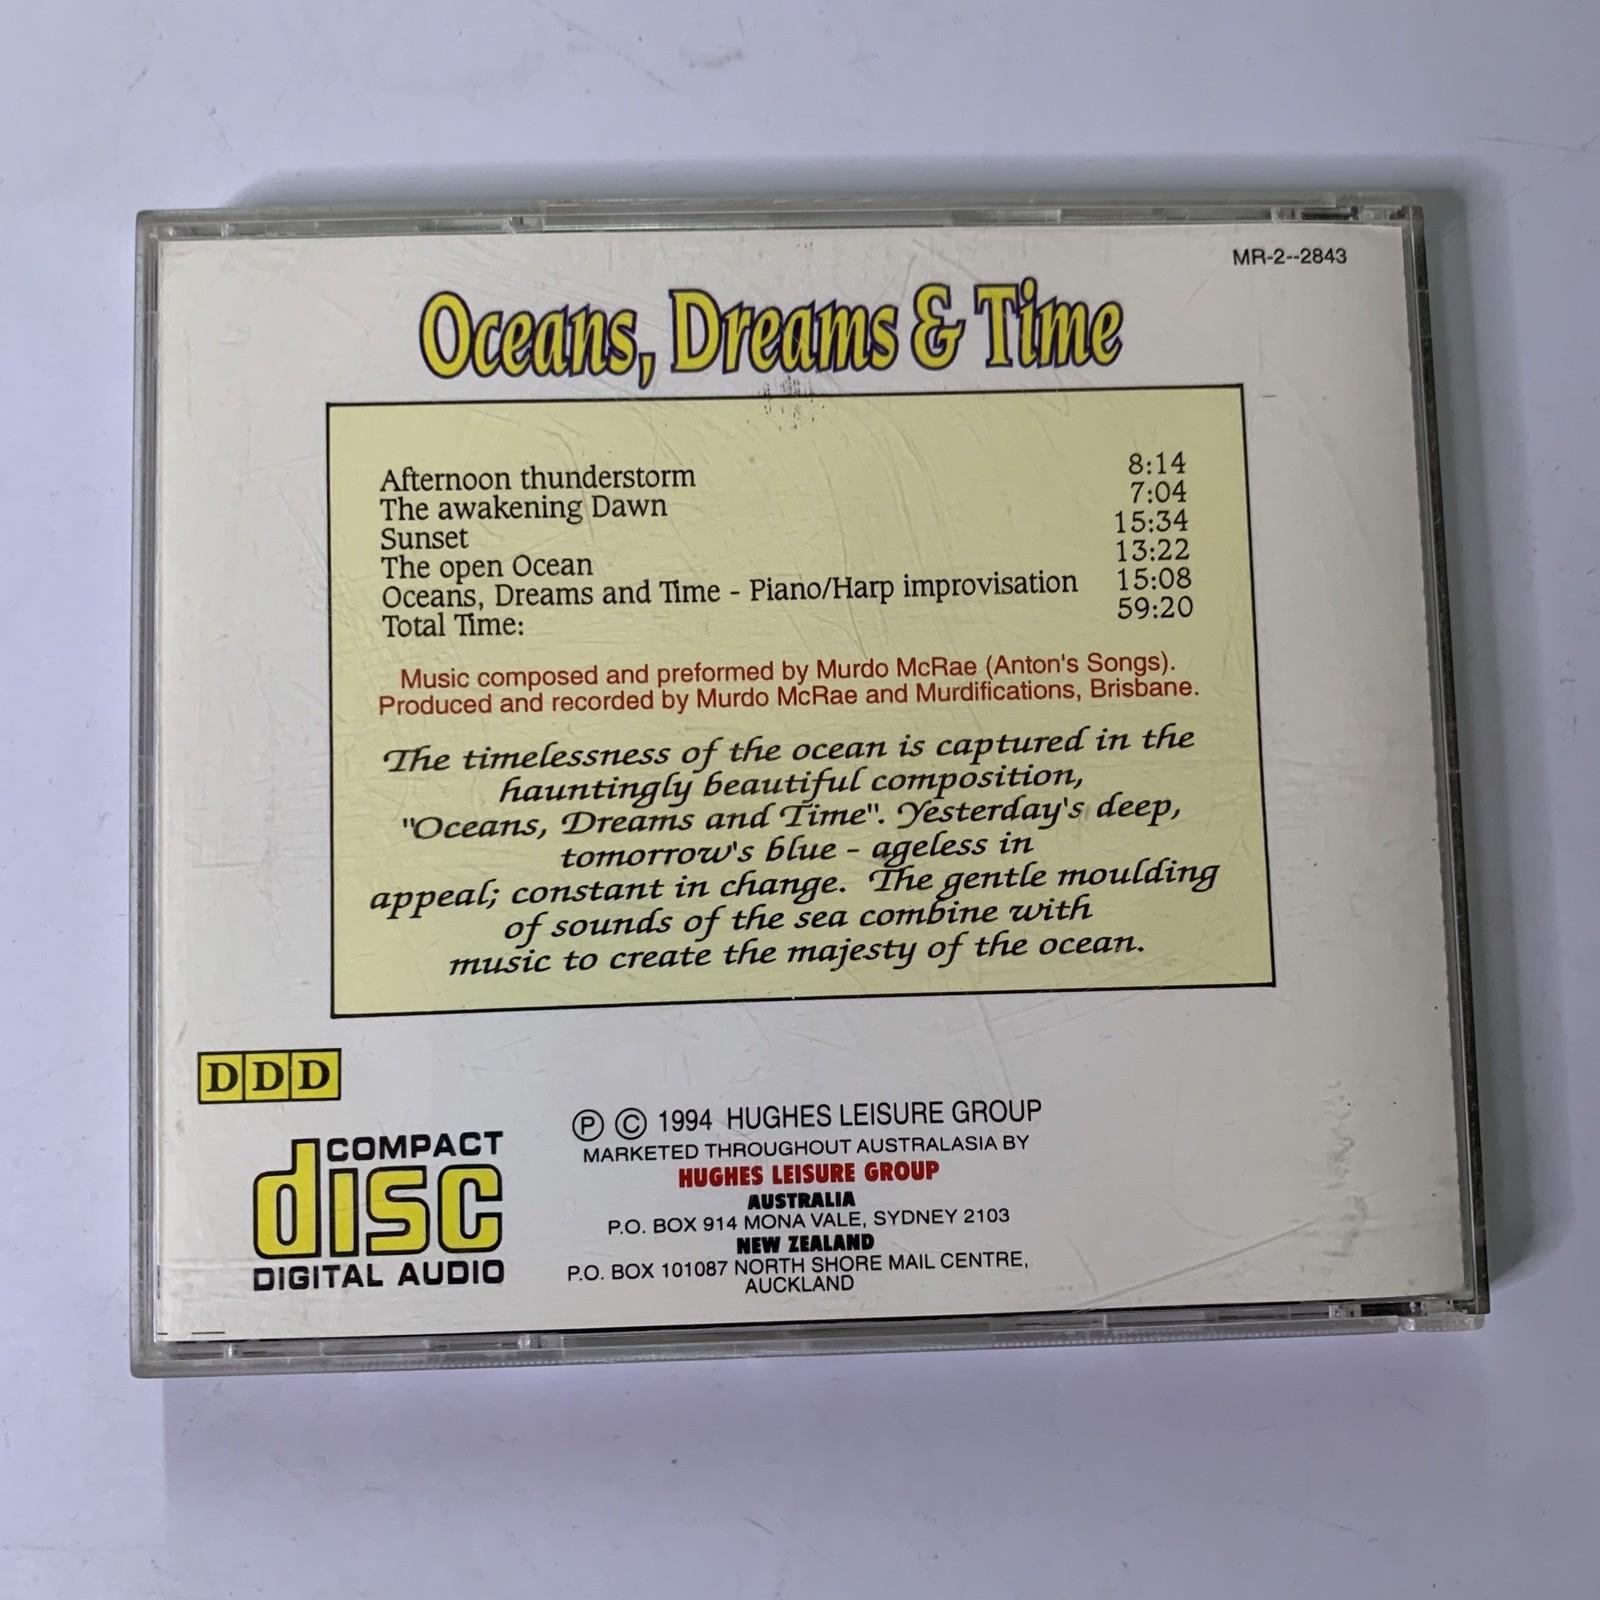 MR-2--2843
Oceans, Dreams & Time
Afternoon thunderstorm 8:14
The awakening Dawn 7:04
Sunset 15:34
The open Ocean 13:22
Oceans, Dreams and Time - Piano/Harp improvisation 15:08
Total Time: 59:20
Music composed and preformed by Murdo McRae (Anton's Songs).
Produced and recorded by Murdo McRae and Murdifications, Brisbane.
The timelessness of the ocean is captured in the
hauntingly beautiful composition,
"Oceans, Dreams and Time". Yesterday's deep,
tomorrow's blue - ageless in
appeal; constant in change. The gentle moulding
of sounds of the sea combine with
music to create the majesty of the ocean.
DDD
COMPACT
disc
DIGITAL AUDIO
Ⓟ © 1994 HUGHES LEISURE GROUP
MARKETED THROUGHOUT AUSTRALASIA BY
HUGHES LEISURE GROUP
AUSTRALIA
P.O. BOX 914 MONA VALE, SYDNEY 2103
NEW ZEALAND
P.O. BOX 101087 NORTH SHORE MAIL CENTRE,
AUCKLAND